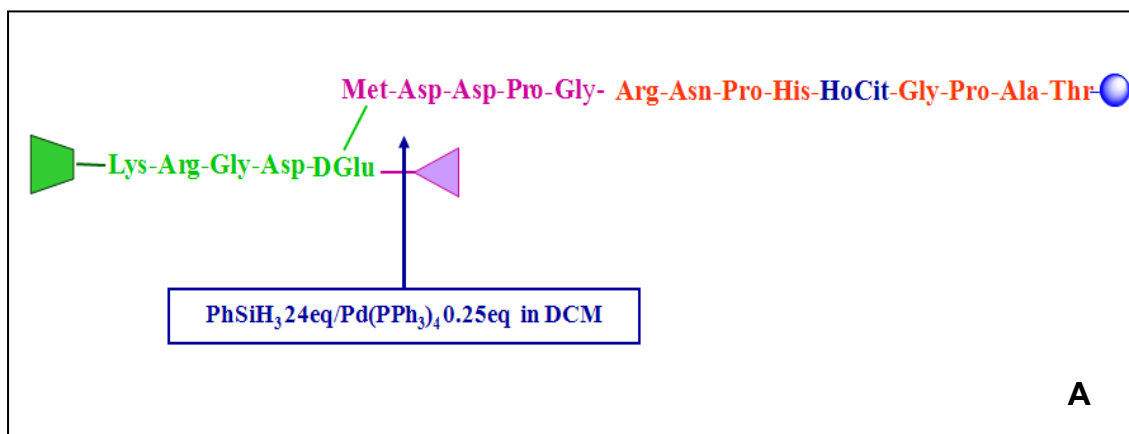 Met-Asp-Asp-Pro-Gly- Arg-Asn-Pro-His-HoCit-Gly-Pro-Ala-Thr
Lys-Arg-Gly-Asp-DGlu
PhSiH₃ 24eq/Pd(PPh₃)₄ 0.25eq in DCM
A